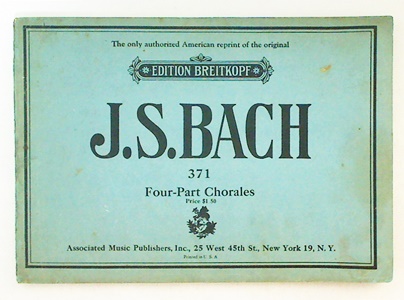 The only authorized American reprint of the original
EDITION BREITKOPF
J.S.BACH
371
Four-Part Chorales
Price $1 50
Associated Music Publishers, Inc., 25 West 45th St., New York 19, N. Y.
Printed in U. S. A.